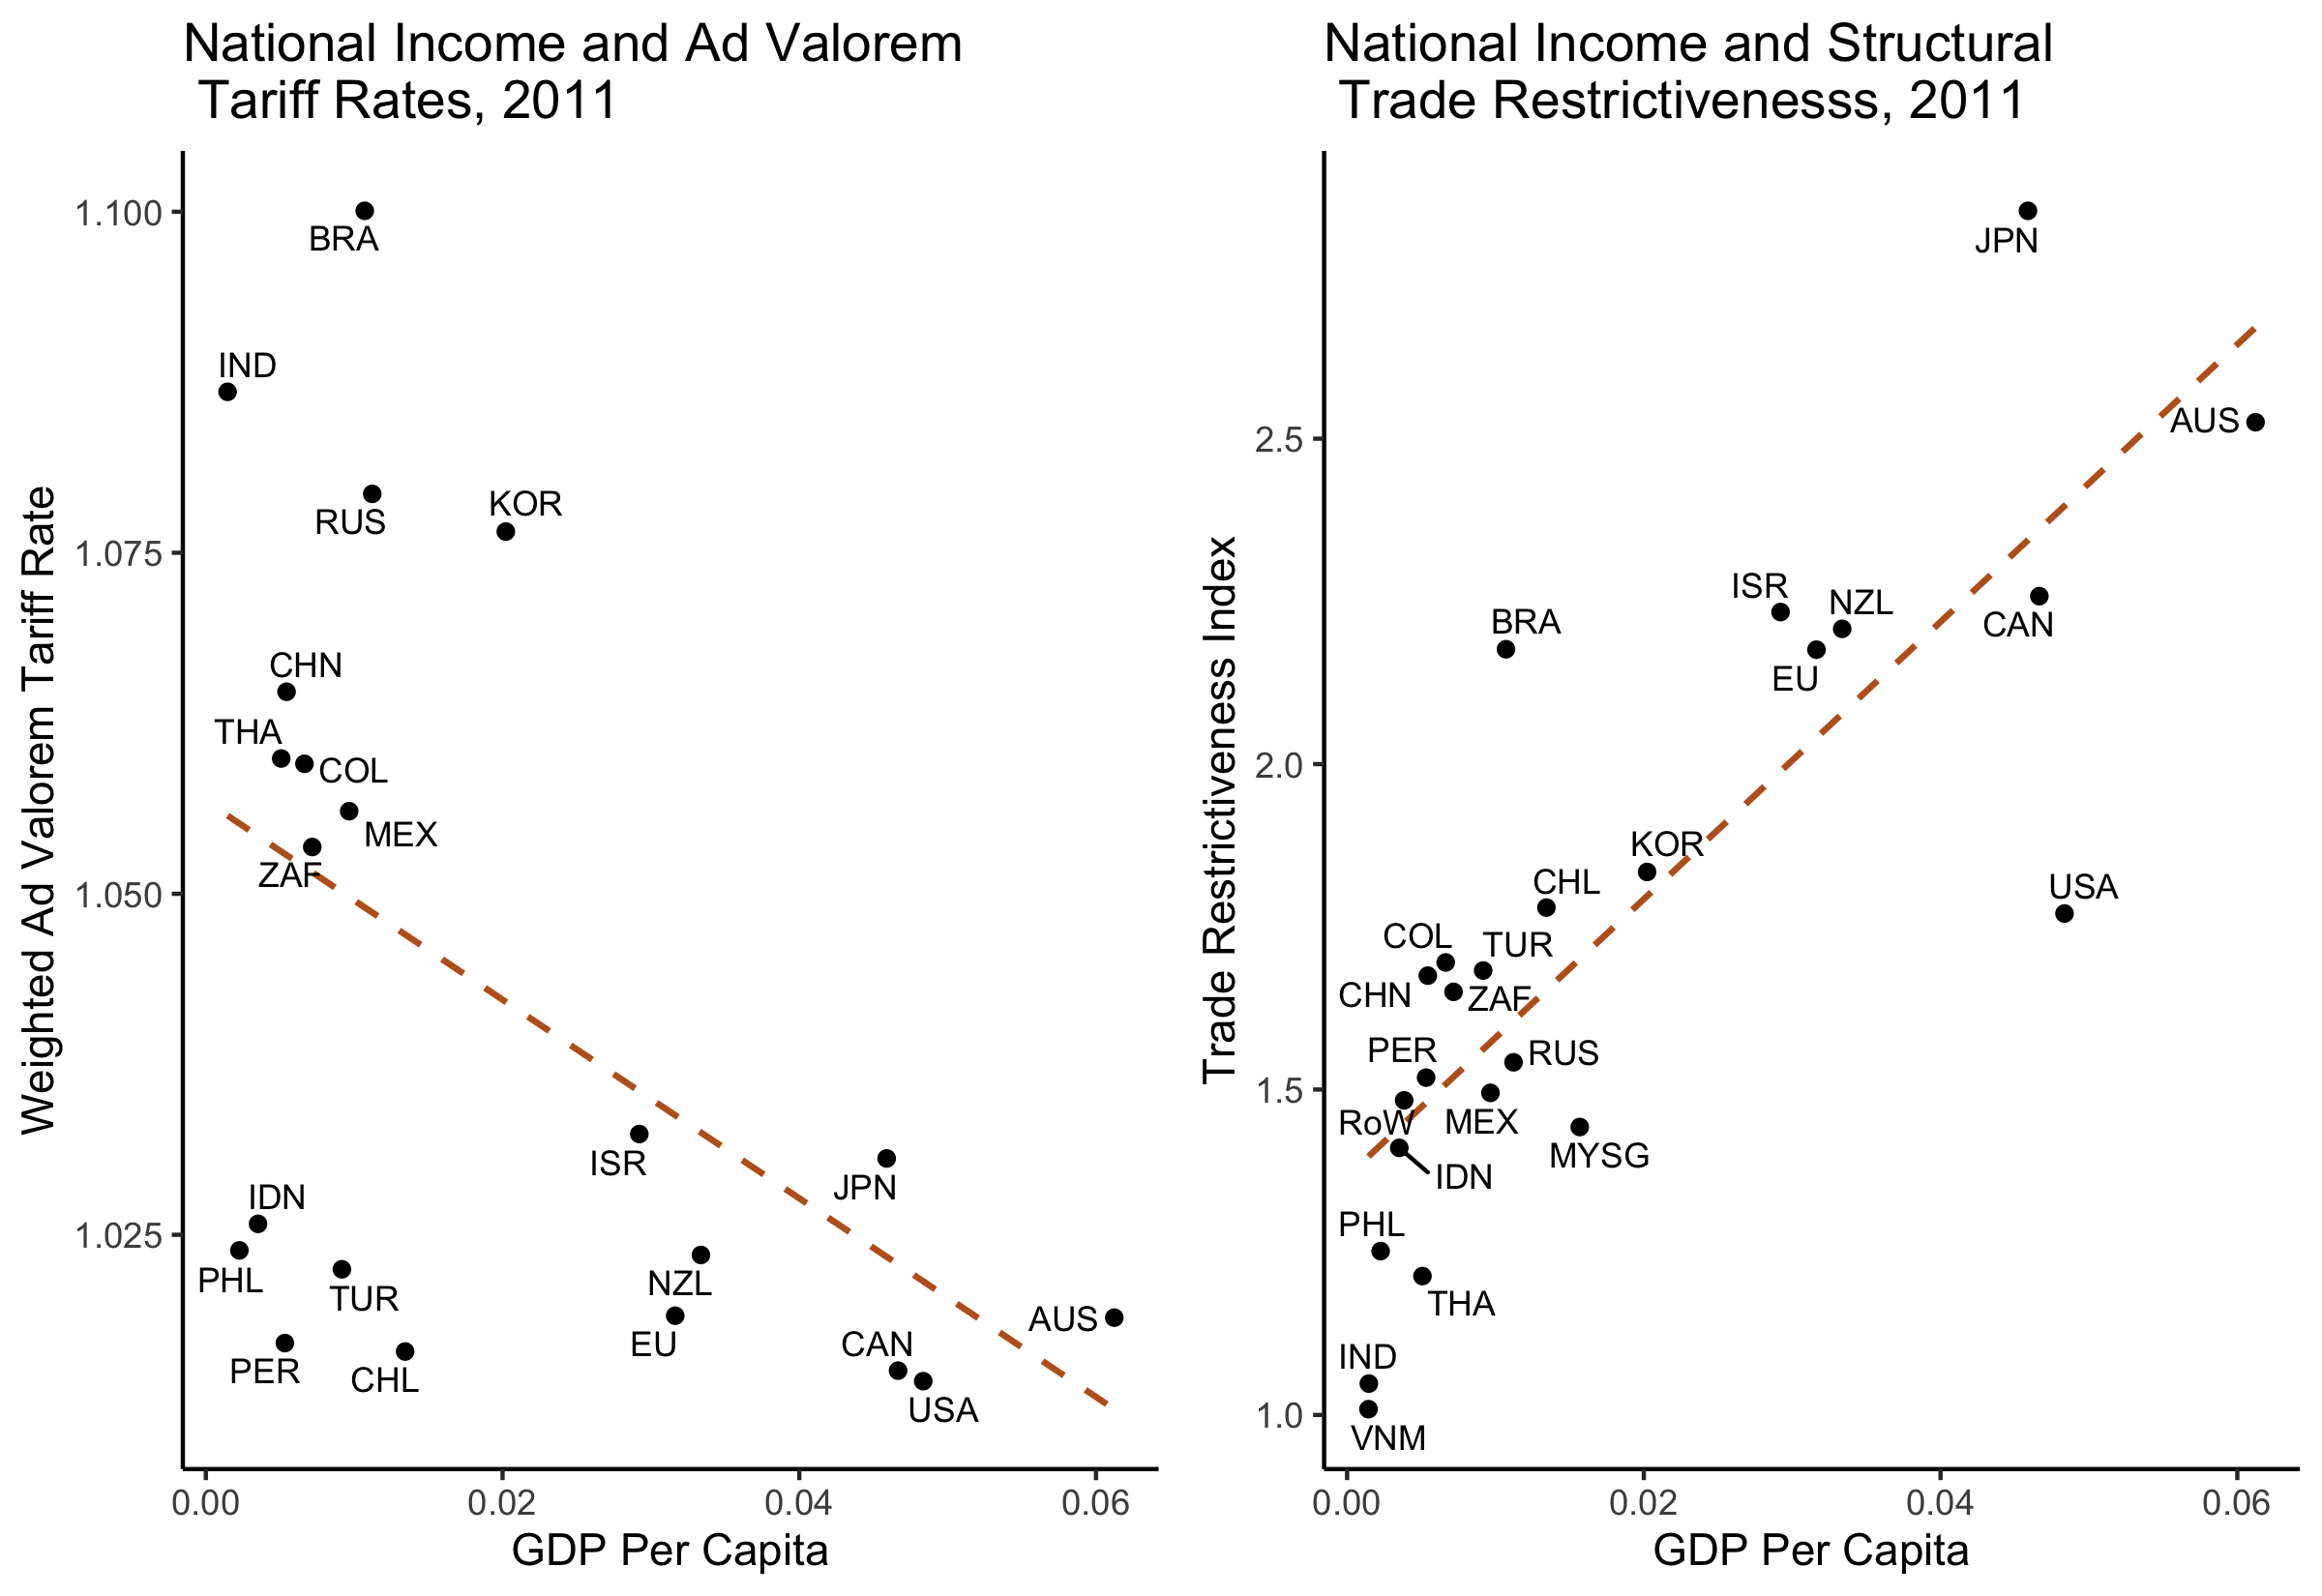 National Income and Ad Valorem
Tariff Rates, 2011
Weighted Ad Valorem Tariff Rate
1.100
1.075
1.050
1.025
BRA
IND
RUS
KOR
CHN
THA
COL
MEX
ZAF
ISR
JPN
IDN
PHL
TUR
NZL
EU
AUS
PER
CHL
CAN
USA
0.00 0.02 0.04 0.06
GDP Per Capita
National Income and Structural
Trade Restrictivenesss, 2011
Trade Restrictiveness Index
2.5
2.0
1.5
1.0
JPN
AUS
ISR
NZL
BRA
CAN
EU
KOR
CHL
USA
COL
TUR
CHN
ZAF
PER
RUS
RoW
MEX
MYSG
IDN
PHL
THA
IND
VNM
0.00 0.02 0.04 0.06
GDP Per Capita